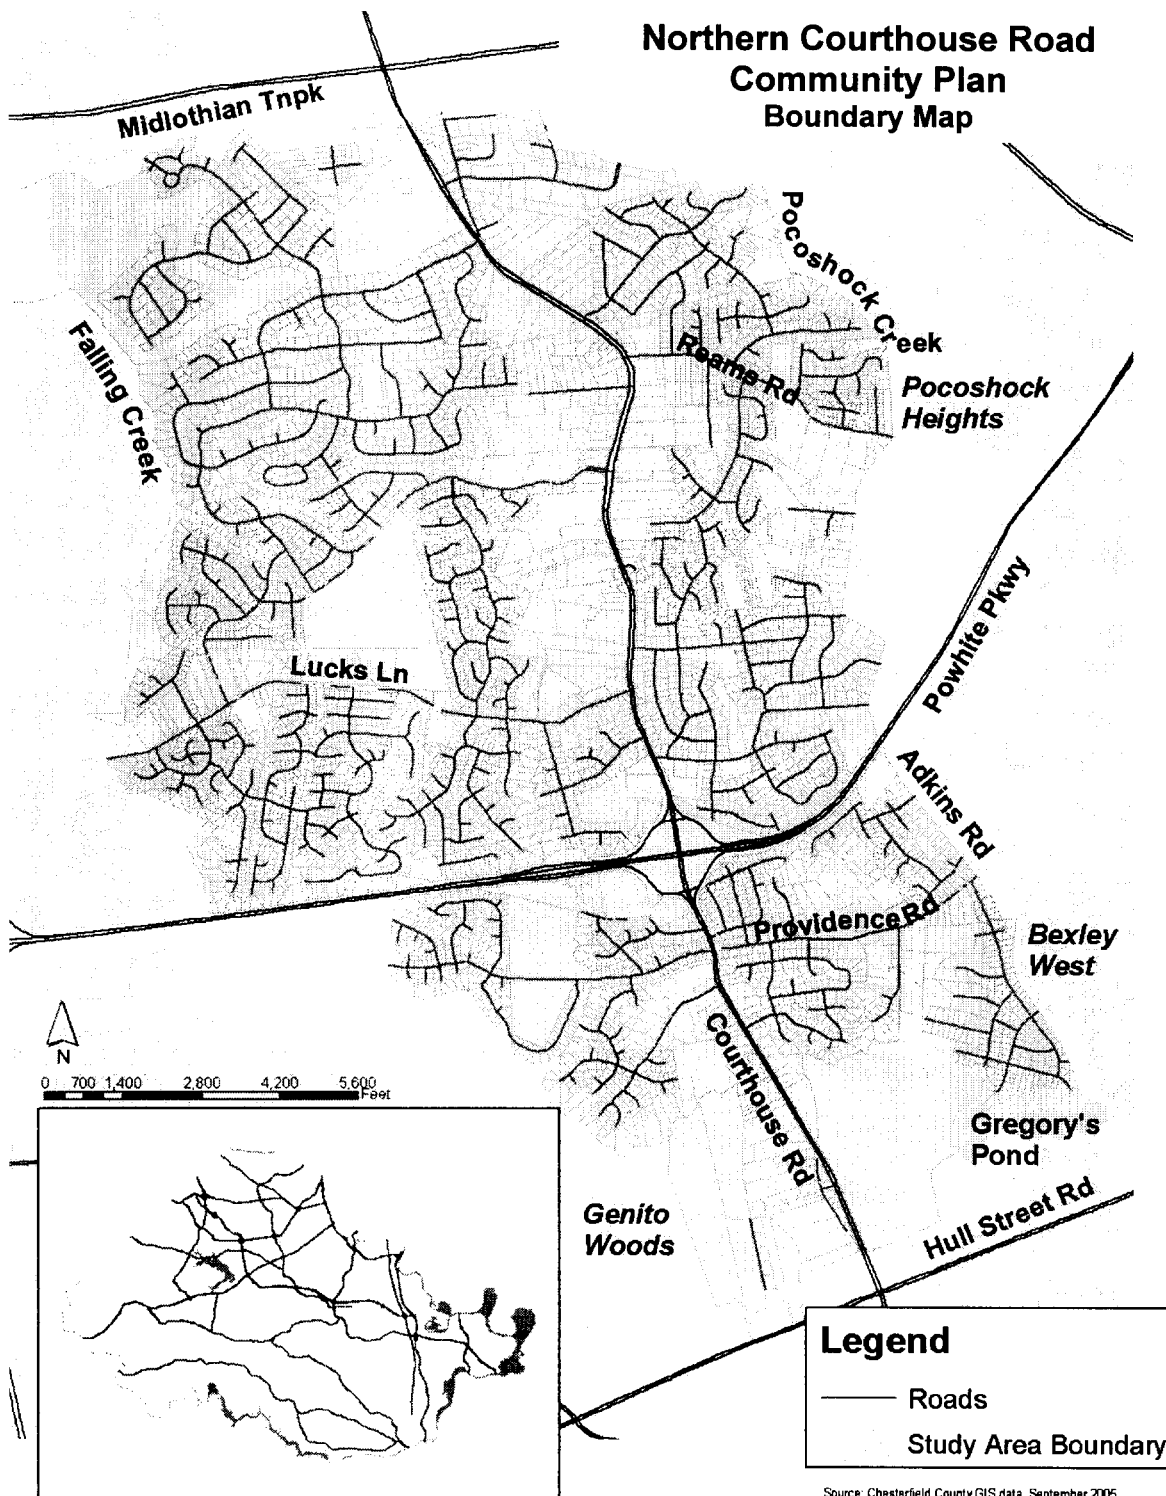 Northern Courthouse Road
Community Plan
Boundary Map
Midlothian Tnpk
Pocoshock Creek
Falling Creek
Reams Rd
Pocoshock
Heights
Lucks Ln
Powhite Pkwy
Adkins Rd
Providence Rd
Bexley
West
N
0 700 1,400 2,800 4,200 5,600
Feet
Courthouse Rd
Gregory's
Pond
Genito
Woods
Hull Street Rd
Legend
Roads
Study Area Boundary
Source: Chesterfield County GIS data, September 2005